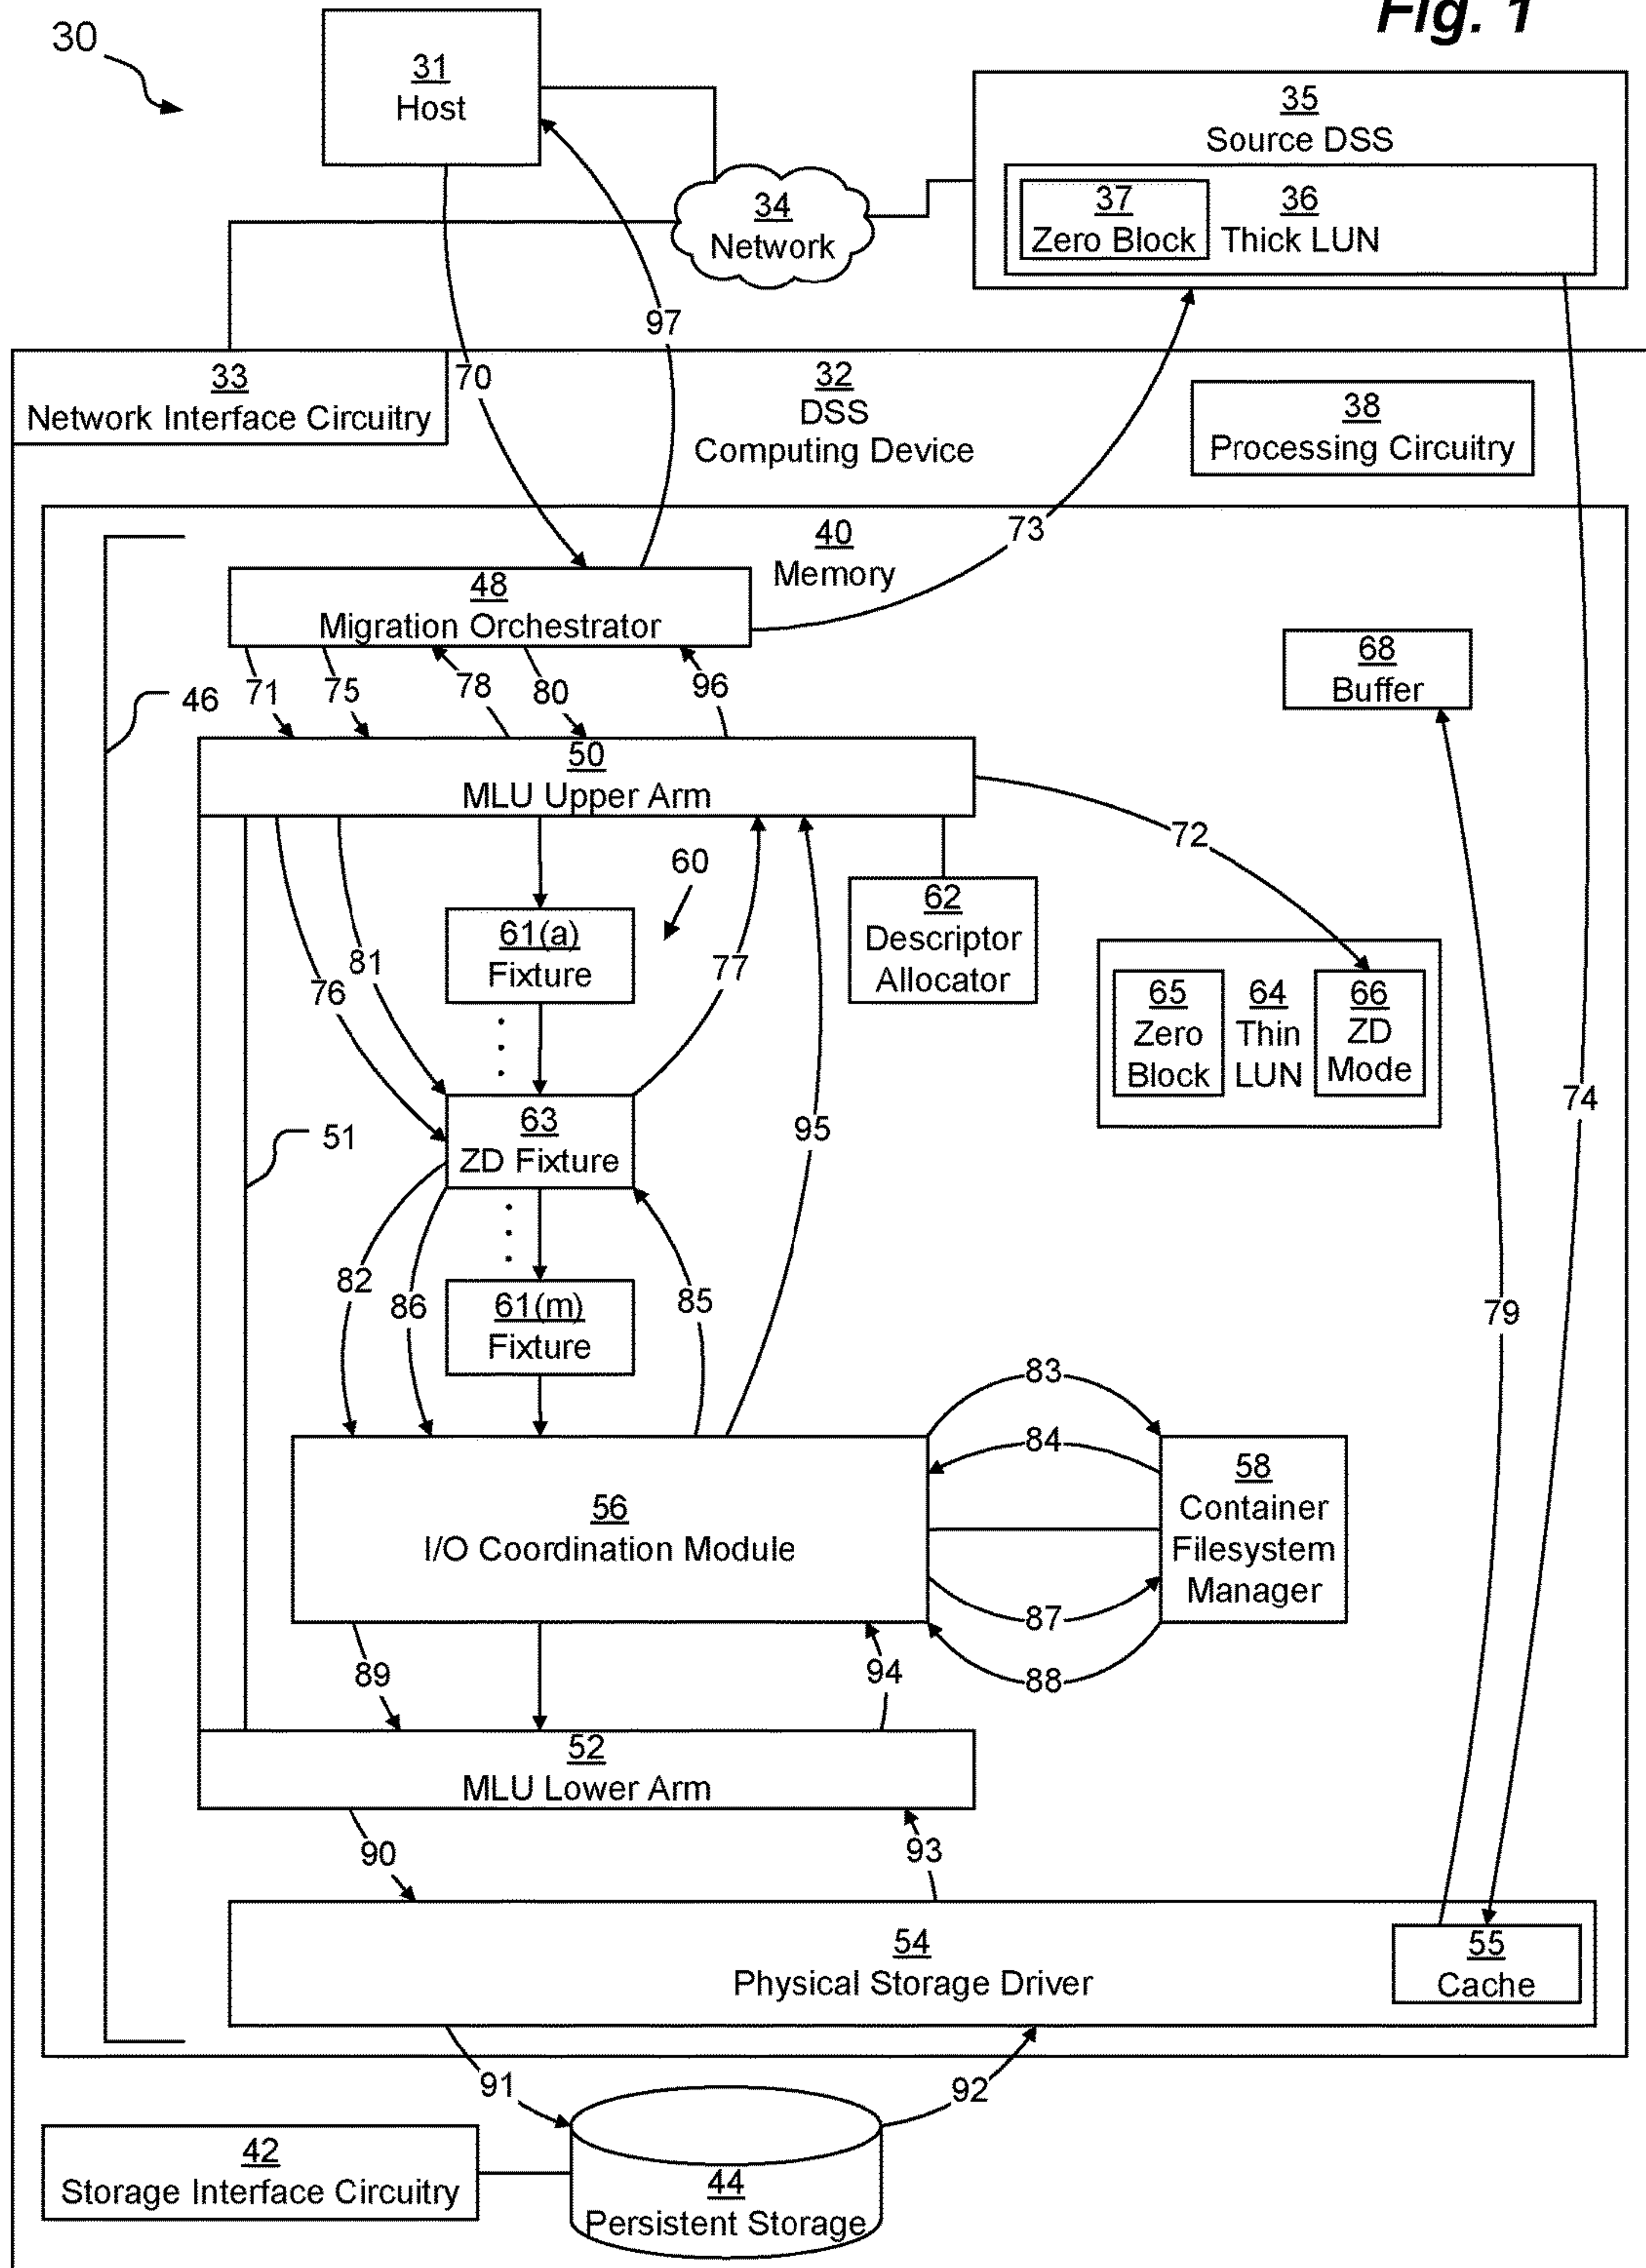 Fig. 1
30
31
Host
35
Source DSS
37
Zero Block
36
Thick LUN
34
Network
97
33
Network Interface Circuitry
70
32
DSS
Computing Device
38
Processing Circuitry
73
40
Memory
48
Migration Orchestrator
68
Buffer
46
71
75
78
80
96
50
MLU Upper Arm
72
60
62
Descriptor
Allocator
61(a)
Fixture
81
76
77
65
Zero
Block
64
Thin
LUN
66
ZD
Mode
74
51
63
ZD Fixture
95
82
86
61(m)
Fixture
85
79
83
84
56
I/O Coordination Module
58
Container
Filesystem
Manager
87
88
89
94
52
MLU Lower Arm
90
93
54
Physical Storage Driver
55
Cache
91
92
42
Storage Interface Circuitry
44
Persistent Storage